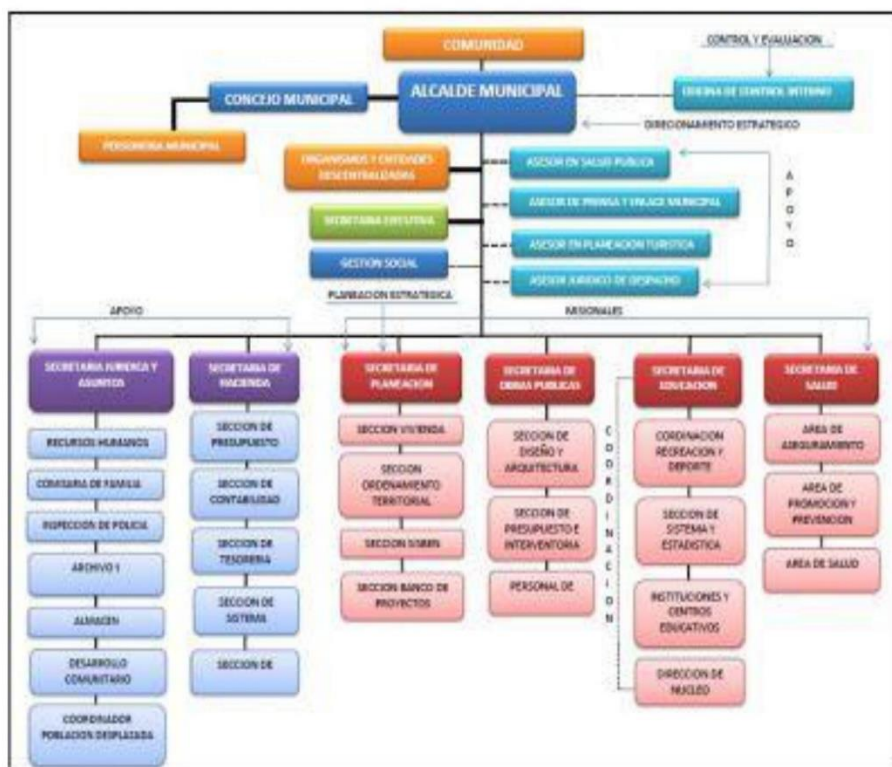 COMUNIDAD
CONTROL Y EVALUACION
CONCEJO MUNICIPAL
ALCALDE MUNICIPAL
OFICINA DE CONTROL INTERNO
DIRECIONAMIENTO ESTRATEGICO
PERSONERIA MUNICIPAL
ORGANISMOS Y ENTIDADES
DESCENTRALIZADAS
ASESOR EN SALUD PUBLICA
SECRETARIA EJECUTIVA
ASESOR DE PRENSA Y ENLACE MUNICIPAL
APOYO
ASESOR EN PLANEACION TURISTICA
GESTION SOCIAL
ASESOR JURIDICO DE DESPACHO
PLANEACION ESTRATEGICA
APOYO
MISIONALES
SECRETARIA JURIDICA Y
ASUNTOS
RECURSOS HUMANOS
COMISARIA DE FAMILIA
INSPECCION DE POLICIA
ARCHIVO
ALMACEN
DESARROLLO
COMUNITARIO
COORDINADOR
POBLACION DESPLAZADA
SECRETARIA DE
HACIENDA
SECCION DE
PRESUPUESTO
SECCION DE
CONTABILIDAD
SECCION DE
TESORERIA
SECCION DE
SISTEMA
SECCION DE
SECRETARIA DE
PLANEACION
SECCION VIVIENDA
SECCION
ORDENAMIENTO
TERRITORIAL
SECCION SISBEN
SECCION BANCO DE
PROYECTOS
SECRETARIA DE
OBRAS PUBLICAS
SECCION DE
DISEÑO Y
ARQUITECTURA
SECCION DE
PRESUPUESTO E
INTERVENTORIA
PERSONAL DE
COORDINACION
SECRETARIA DE
EDUCACION
CORDINACION
RECREACION Y
DEPORTE
SECCION DE
SISTEMA Y
ESTADISTICA
INSTITUCIONES Y
CENTROS
EDUCATIVOS
DIRECCION DE
NUCLEO
SECRETARIA DE
SALUD
AREA DE
ASEGURAMIENTO
AREA DE
PROMOCION Y
PREVENCION
AREA DE SALUD